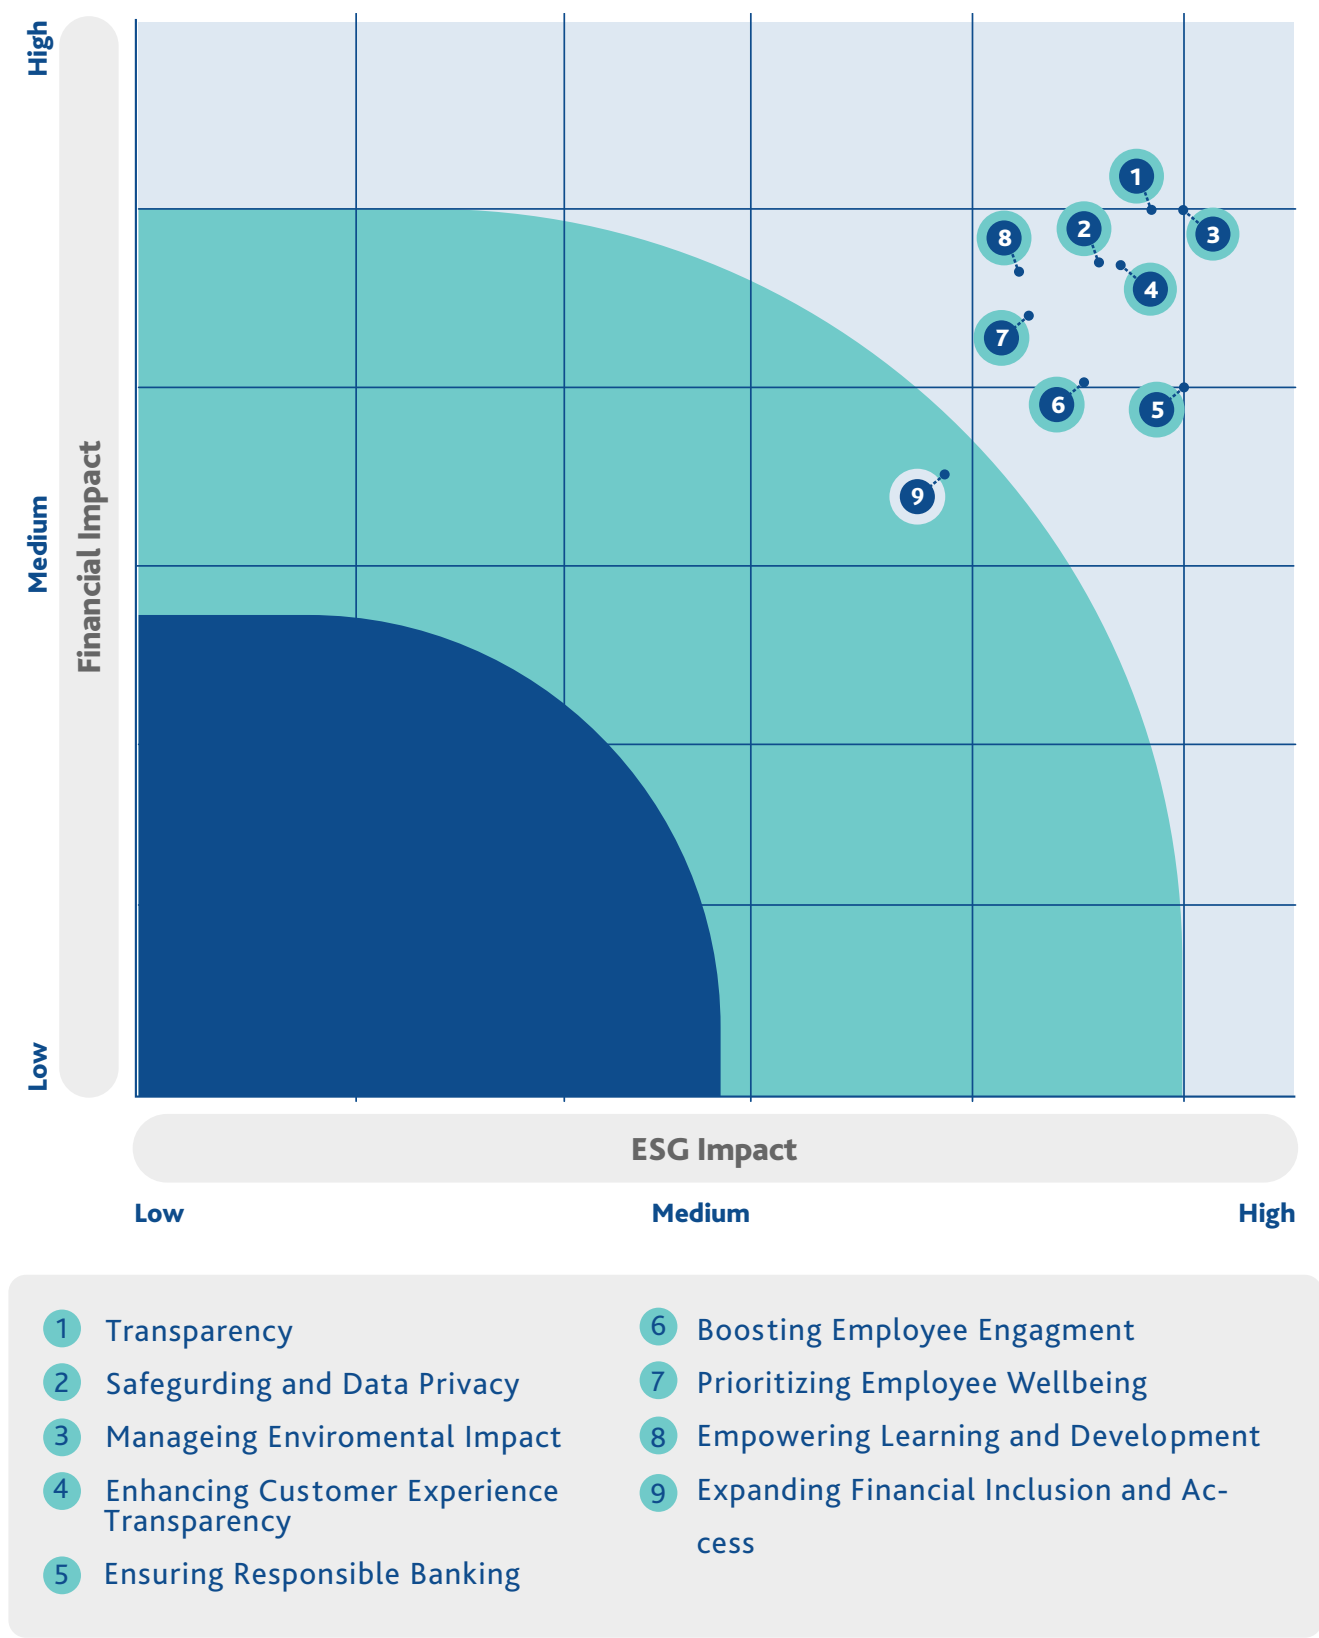 High
Medium
Low
Financial Impact
1
2
3
8
4
7
6
5
9
ESG Impact
Low
Medium
High
1 Transparency
2 Safegurding and Data Privacy
3 Manageing Enviromental Impact
4 Enhancing Customer Experience
Transparency
5 Ensuring Responsible Banking
6 Boosting Employee Engagment
7 Prioritizing Employee Wellbeing
8 Empowering Learning and Development
9 Expanding Financial Inclusion and Ac-
cess